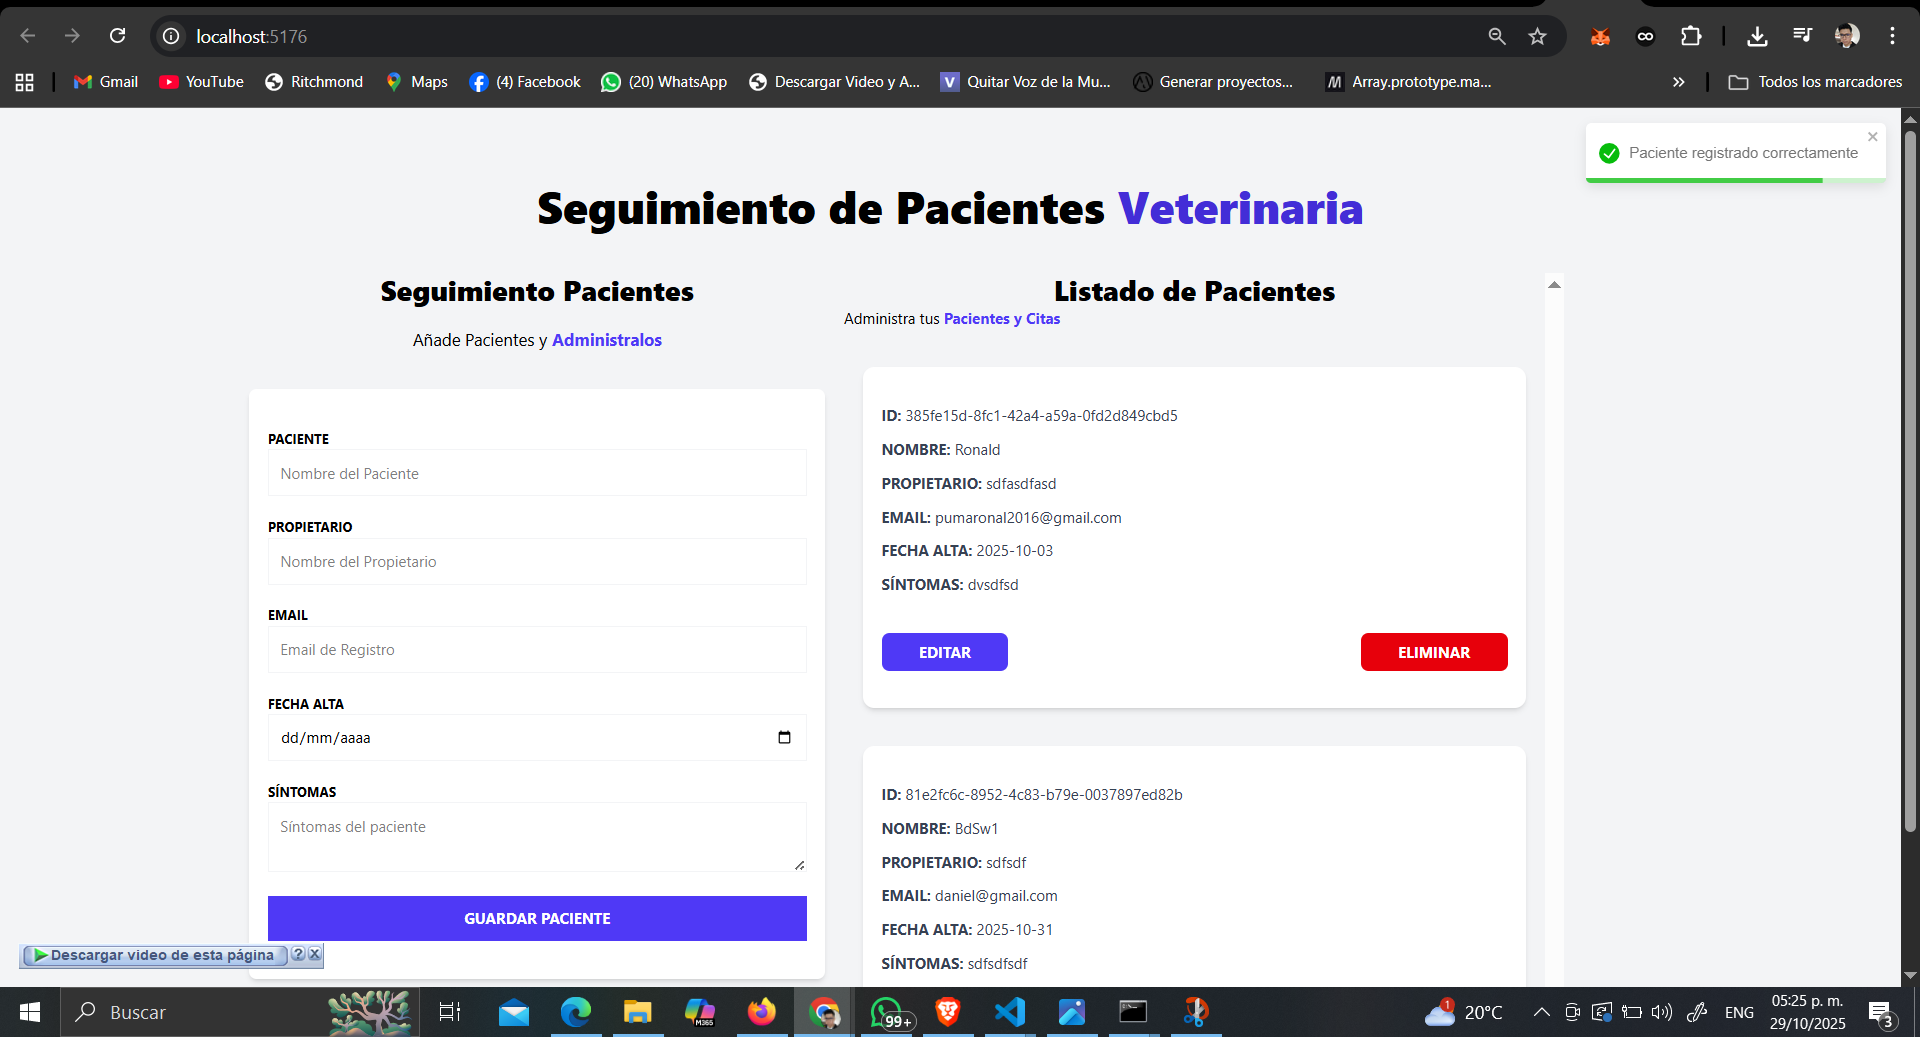 localhost:5176
Gmail
YouTube
Ritchmond
Maps
(4) Facebook
(20) WhatsApp
Descargar Video y A...
Quitar Voz de la Mu...
Generar proyectos...
Array.prototype.ma...
Todos los marcadores
Paciente registrado correctamente
Seguimiento de Pacientes Veterinaria
Seguimiento Pacientes
Añade Pacientes y Administralos
PACIENTE
Nombre del Paciente
PROPIETARIO
Nombre del Propietario
EMAIL
Email de Registro
FECHA ALTA
dd/mm/aaaa
SÍNTOMAS
Síntomas del paciente
GUARDAR PACIENTE
Listado de Pacientes
Administra tus Pacientes y Citas
ID: 385fe15d-8fc1-42a4-a59a-0fd2d849cbd5
NOMBRE: Ronald
PROPIETARIO: sdfasdfasd
EMAIL: pumaronal2016@gmail.com
FECHA ALTA: 2025-10-03
SÍNTOMAS: dvsdfsd
EDITAR
ELIMINAR
ID: 81e2fc6c-8952-4c83-b79e-0037897ed82b
NOMBRE: BdSw1
PROPIETARIO: sdfsdf
EMAIL: daniel@gmail.com
FECHA ALTA: 2025-10-31
SÍNTOMAS: sdfsdfsdf
Descargar video de esta página
Buscar
M365
99+
1
20°C
ENG
05:25 p. m.
29/10/2025
3